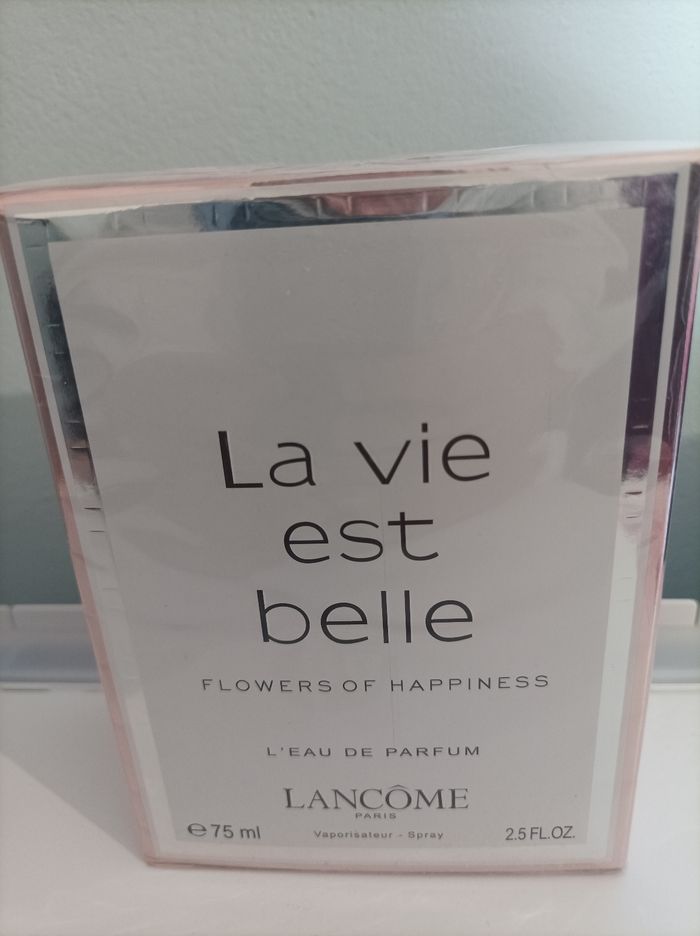 La vie
est
belle
FLOWERS OF HAPPINESS
L'EAU DE PARFUM
LANCÔME
PARIS
℮75 ml Vaporisateur - Spray 2.5 FL.OZ.